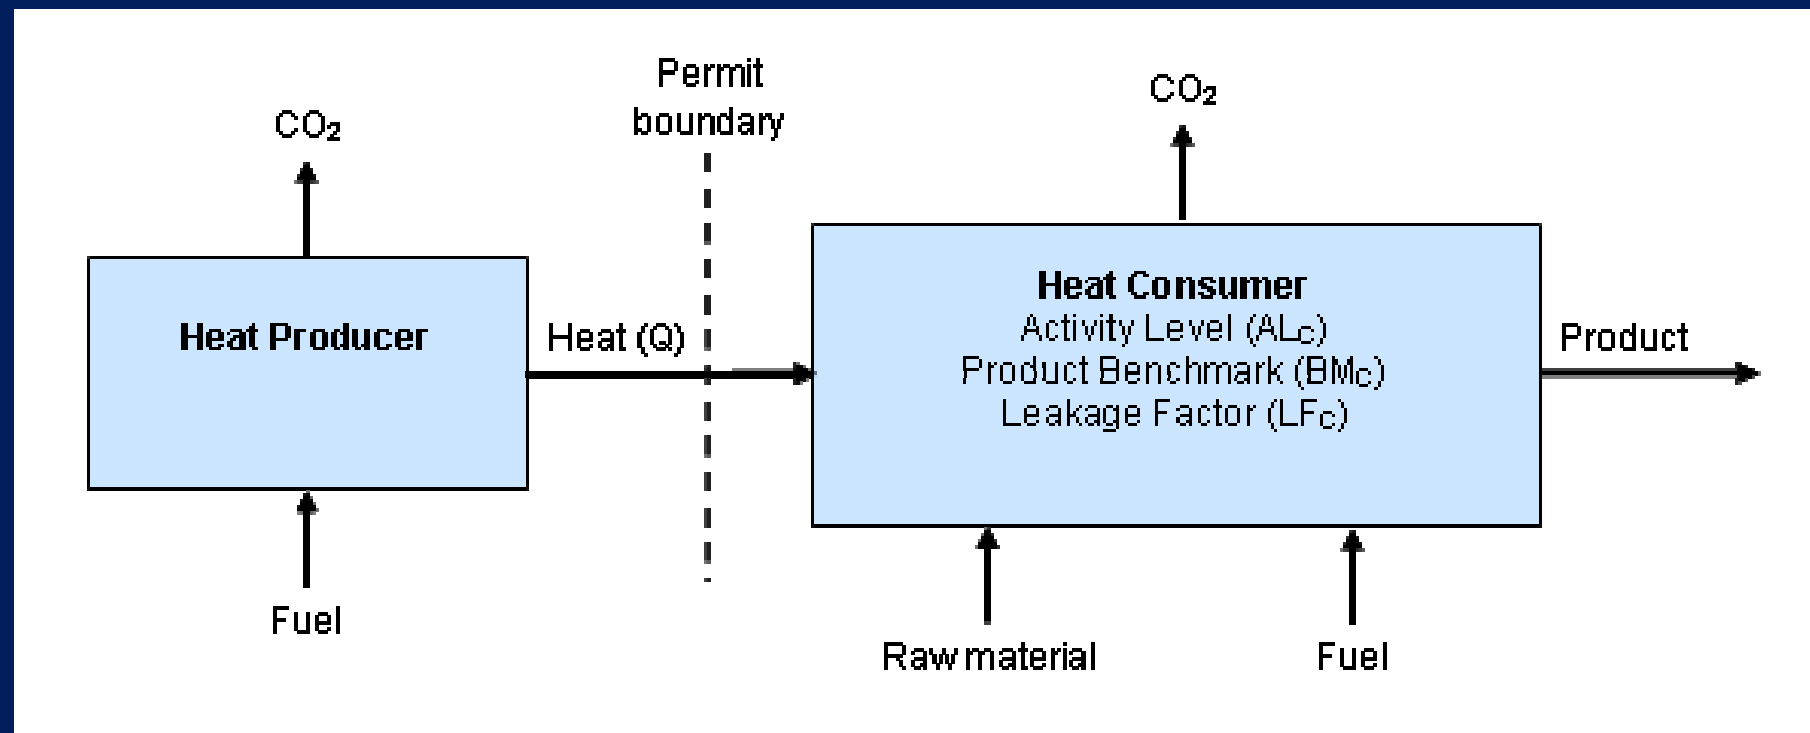 Permit
boundary
CO₂
CO₂
Heat Producer
Heat (Q)
Heat Consumer
Activity Level (ALC)
Product Benchmark (BMC)
Leakage Factor (LFC)
Product
Fuel
Raw material
Fuel